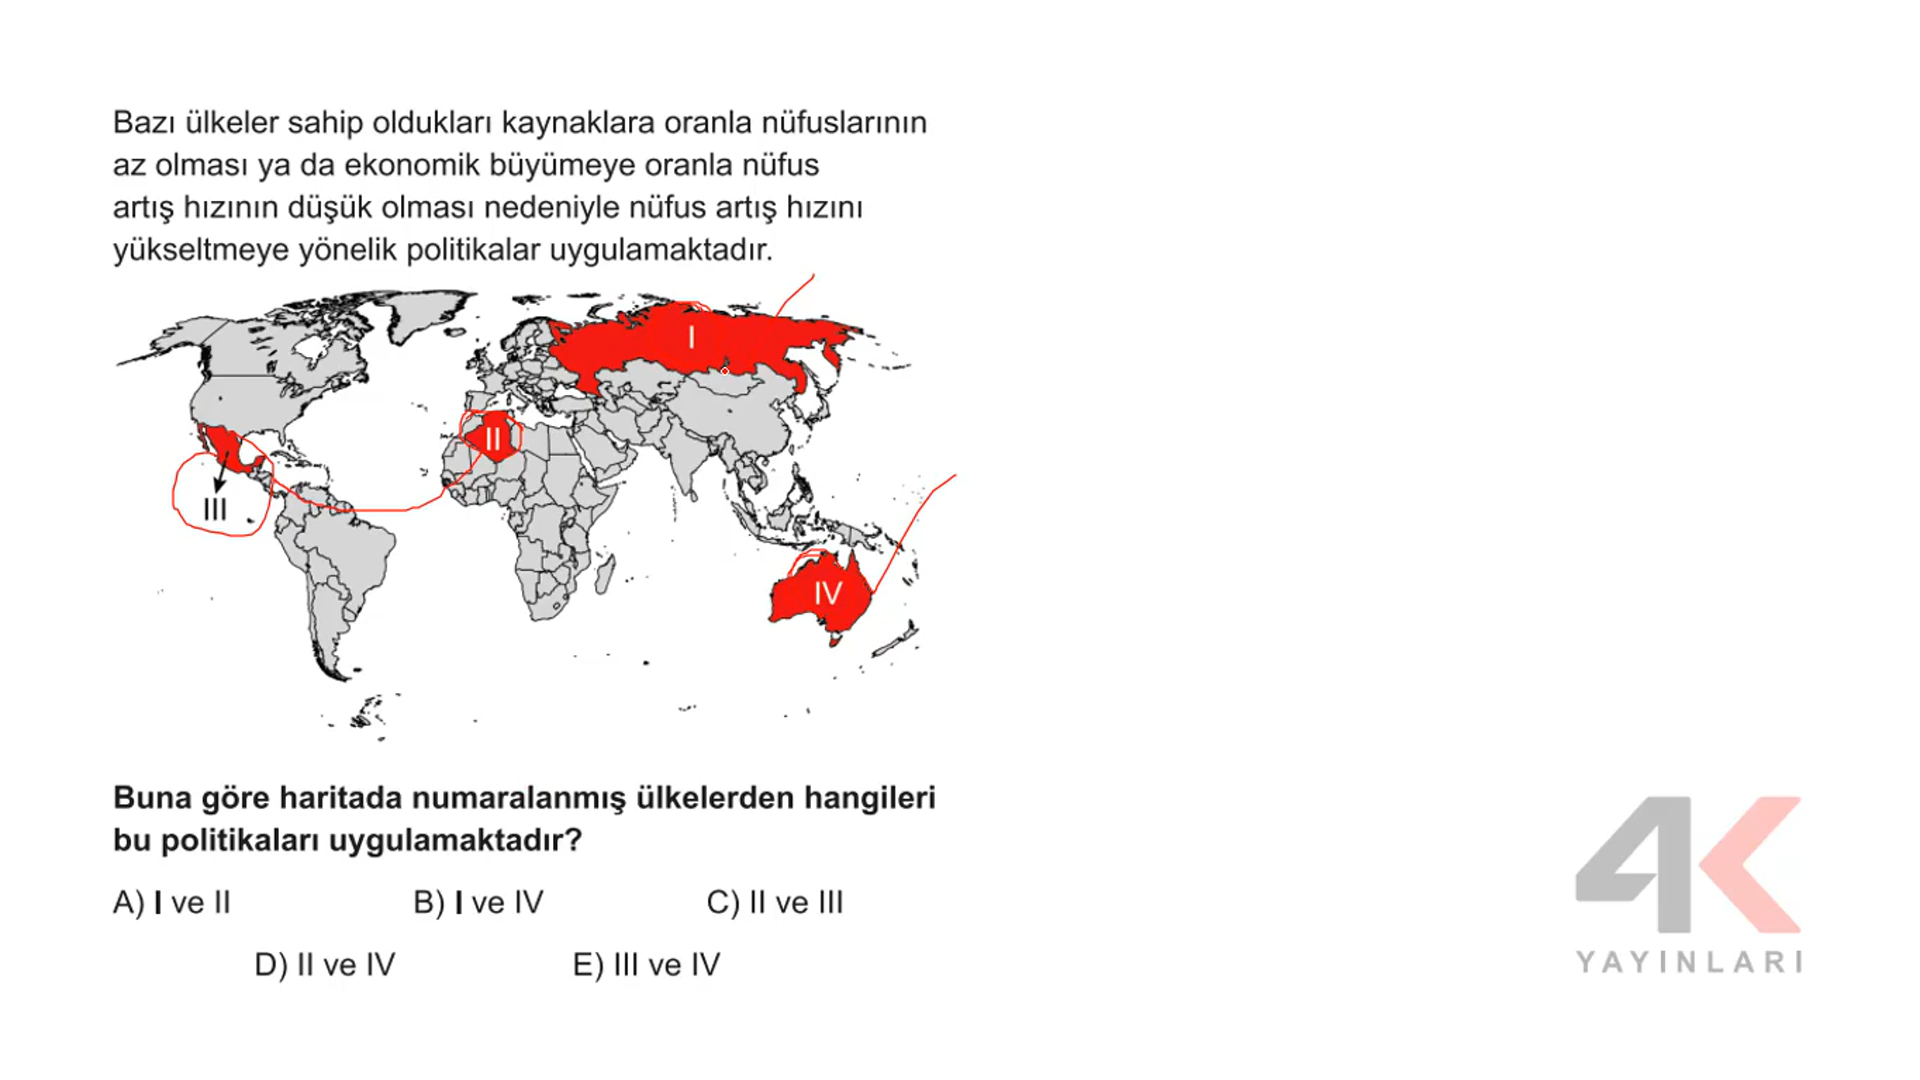 Bazı ülkeler sahip oldukları kaynaklara oranla nüfuslarının
az olması ya da ekonomik büyümeye oranla nüfus
artış hızının düşük olması nedeniyle nüfus artış hızını
yükseltmeye yönelik politikalar uygulamaktadır.
I
II
III
IV
Buna göre haritada numaralanmış ülkelerden hangileri
bu politikaları uygulamaktadır?
A) I ve II B) I ve IV C) II ve III
D) II ve IV E) III ve IV
4K
YAYINLARI